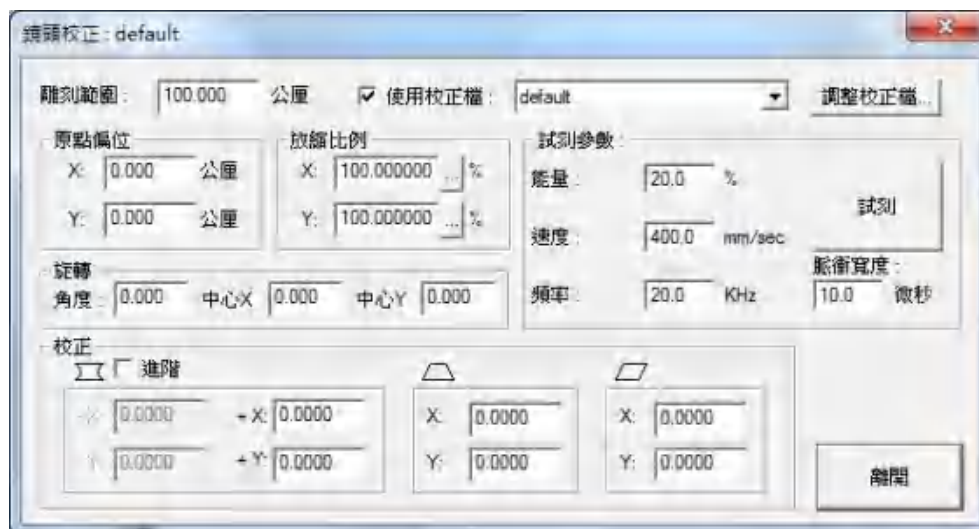 鏡頭校正 : default
雕刻範圍 : 100.000 公厘 使用校正檔 : default 調整校正檔...
原點偏位
X: 0.000 公厘
Y: 0.000 公厘
放縮比例
X: 100.000000 ... %
Y: 100.000000 ... %
試刻參數 :
能量 : 20.0 %
速度 : 400.0 mm/sec
頻率 : 20.0 KHz
試刻
脈衝寬度 :
10.0 微秒
旋轉
角度 : 0.000 中心X 0.000 中心Y 0.000
校正
進階
-X: 0.0000 +X: 0.0000
0.0000 +Y: 0.0000
X: 0.0000
Y: 0.0000
X: 0.0000
Y: 0.0000
離開